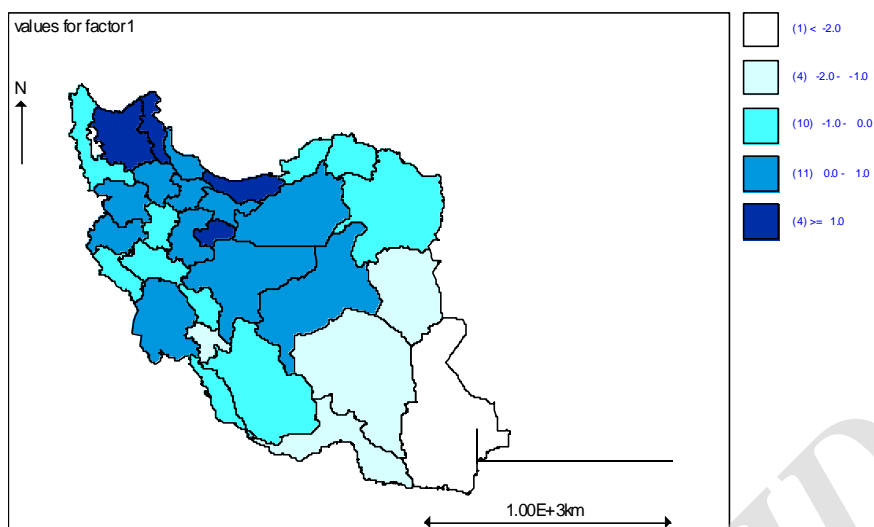 values for factor1
N
(1) < -2.0
(4) -2.0 - -1.0
(10) -1.0 - 0.0
(11) 0.0 - 1.0
(4) >= 1.0
1.00E+3km